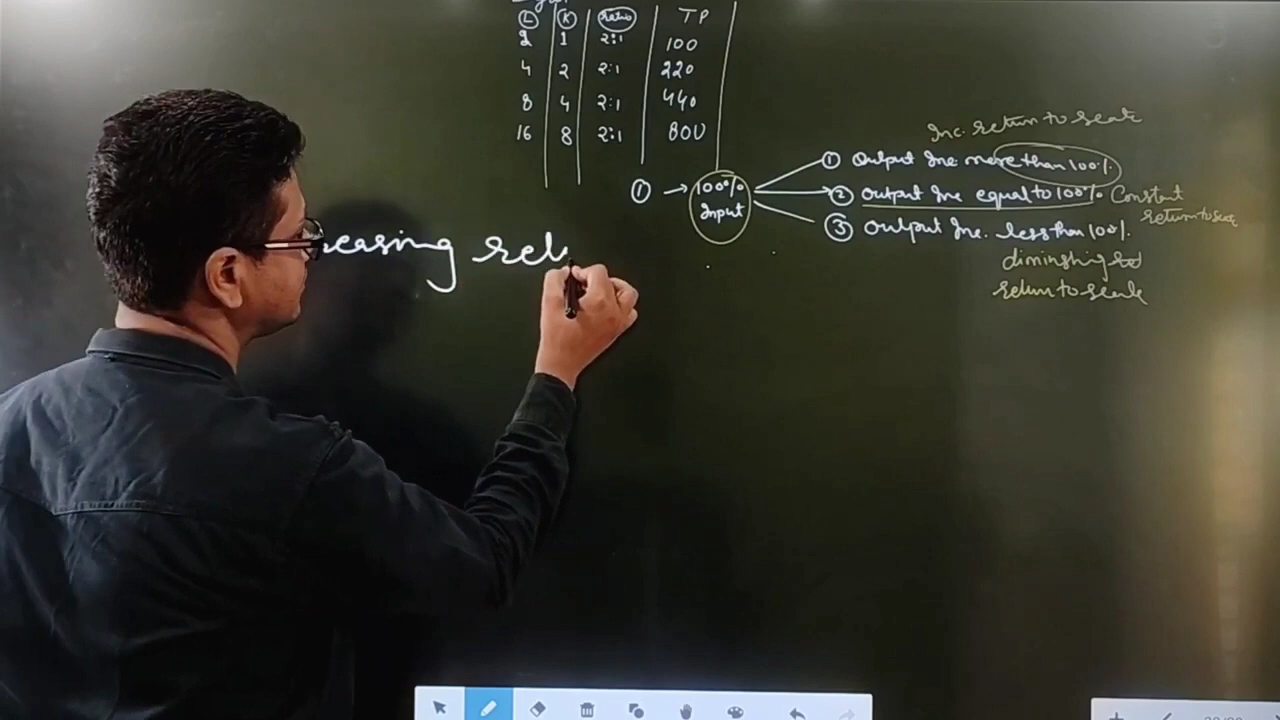 L K ratio TP
2 1 2:1 100
4 2 2:1 220
8 4 2:1 440
16 8 2:1 800
Inc. return to scale
① → 100% Input
① Output Inc. more than 100%.
② Output Inc equal to 100% Constant
return to scale
③ Output Inc. less than 100%.
diminshig
return to scale
easing